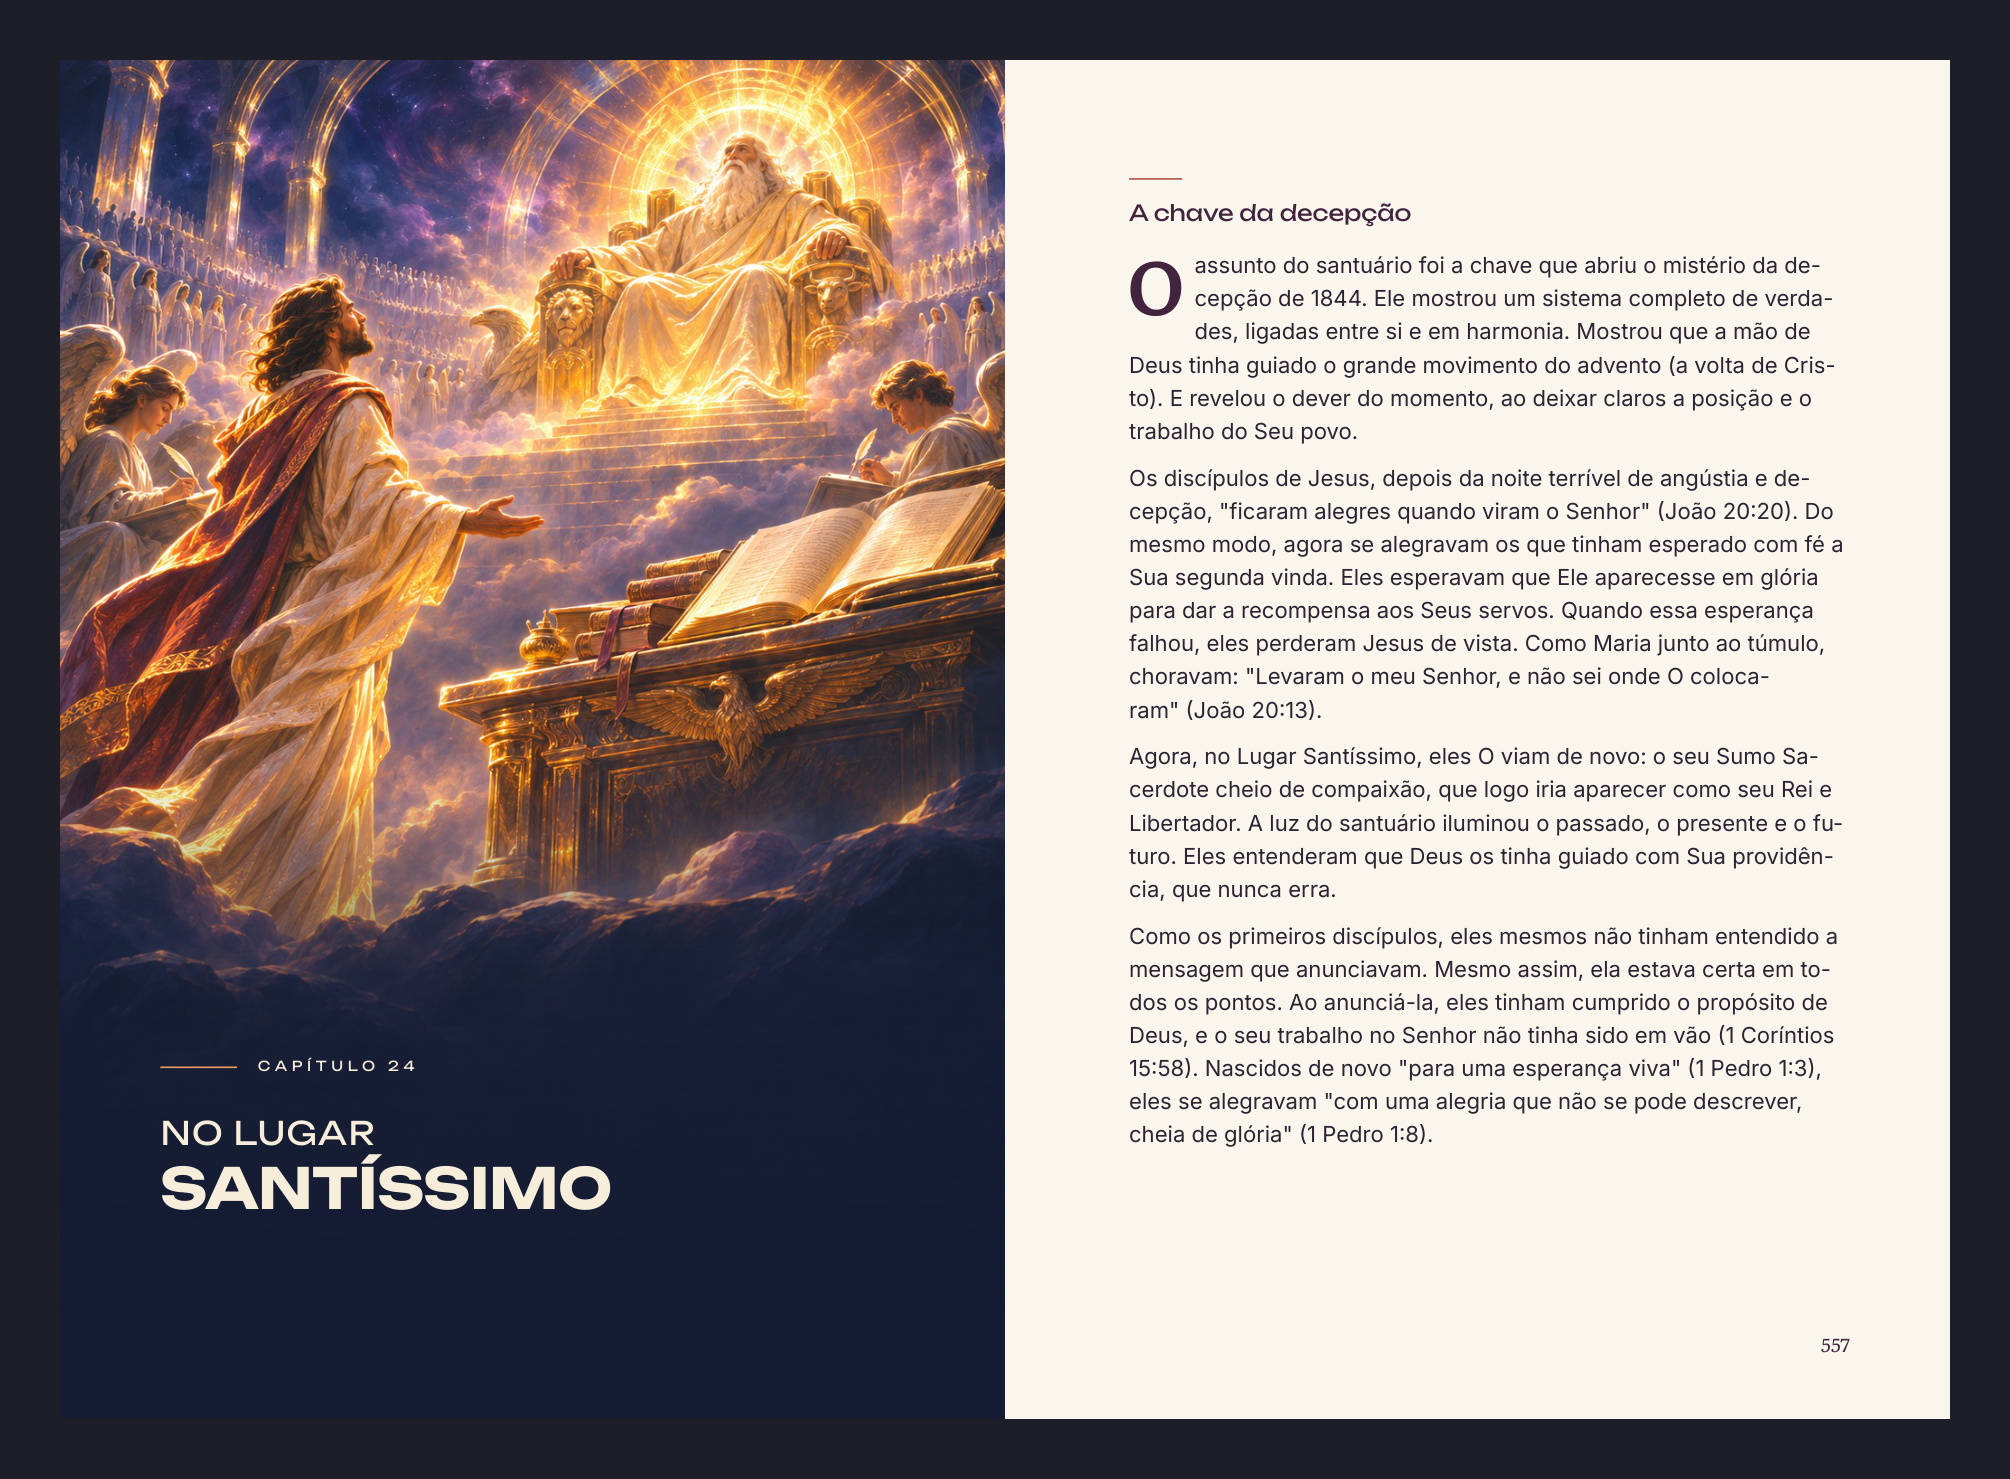 CAPÍTULO 24
NO LUGAR
SANTÍSSIMO
A chave da decepção
O assunto do santuário foi a chave que abriu o mistério da de-
cepção de 1844. Ele mostrou um sistema completo de verda-
des, ligadas entre si e em harmonia. Mostrou que a mão de
Deus tinha guiado o grande movimento do advento (a volta de Cris-
to). E revelou o dever do momento, ao deixar claros a posição e o
trabalho do Seu povo.
Os discípulos de Jesus, depois da noite terrível de angústia e de-
cepção, "ficaram alegres quando viram o Senhor" (João 20:20). Do
mesmo modo, agora se alegravam os que tinham esperado com fé a
Sua segunda vinda. Eles esperavam que Ele aparecesse em glória
para dar a recompensa aos Seus servos. Quando essa esperança
falhou, eles perderam Jesus de vista. Como Maria junto ao túmulo,
choravam: "Levaram o meu Senhor, e não sei onde O coloca-
ram" (João 20:13).
Agora, no Lugar Santíssimo, eles O viam de novo: o seu Sumo Sa-
cerdote cheio de compaixão, que logo iria aparecer como seu Rei e
Libertador. A luz do santuário iluminou o passado, o presente e o fu-
turo. Eles entenderam que Deus os tinha guiado com Sua providên-
cia, que nunca erra.
Como os primeiros discípulos, eles mesmos não tinham entendido a
mensagem que anunciavam. Mesmo assim, ela estava certa em to-
dos os pontos. Ao anunciá-la, eles tinham cumprido o propósito de
Deus, e o seu trabalho no Senhor não tinha sido em vão (1 Coríntios
15:58). Nascidos de novo "para uma esperança viva" (1 Pedro 1:3),
eles se alegravam "com uma alegria que não se pode descrever,
cheia de glória" (1 Pedro 1:8).
557